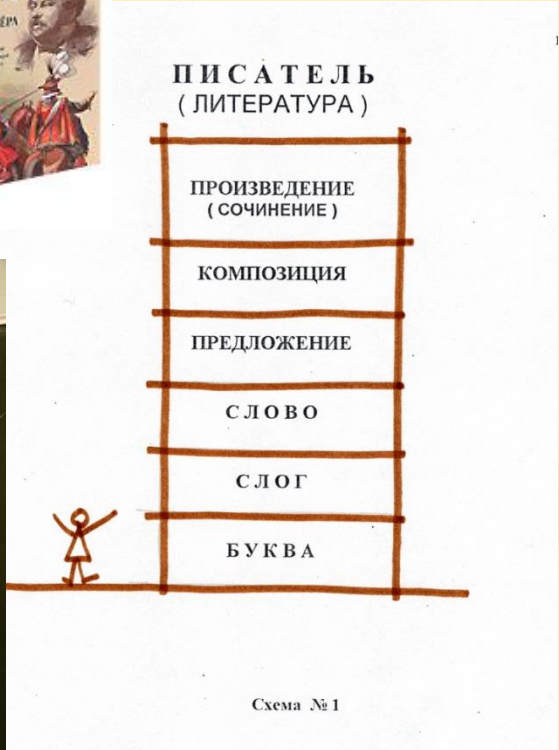 ПИСАТЕЛЬ
( ЛИТЕРАТУРА )
ПРОИЗВЕДЕНИЕ
( СОЧИНЕНИЕ )
КОМПОЗИЦИЯ
ПРЕДЛОЖЕНИЕ
СЛОВО
СЛОГ
БУКВА
Схема № 1